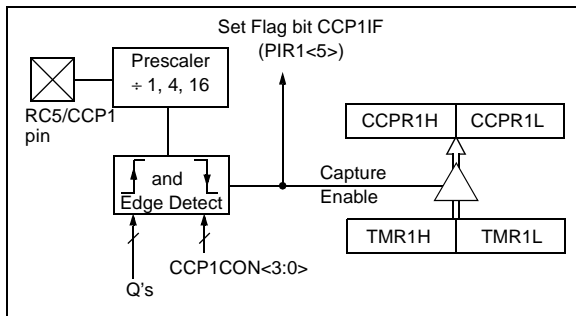 Set Flag bit CCP1IF
(PIR1<5>)
Prescaler
÷ 1, 4, 16
RC5/CCP1
pin
CCPR1H CCPR1L
and
Edge Detect
Capture
Enable
TMR1H TMR1L
CCP1CON<3:0>
Q's